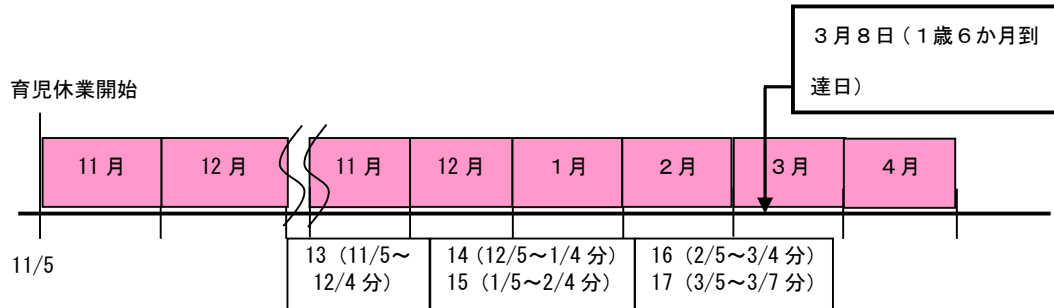 3月8日(1歳6か月到
達日)
育児休業開始
11月
12月
11月
12月
1月
2月
3月
4月
11/5
13 (11/5~
12/4分)
14 (12/5~1/4分)
15 (1/5~2/4分)
16 (2/5~3/4分)
17 (3/5~3/7分)